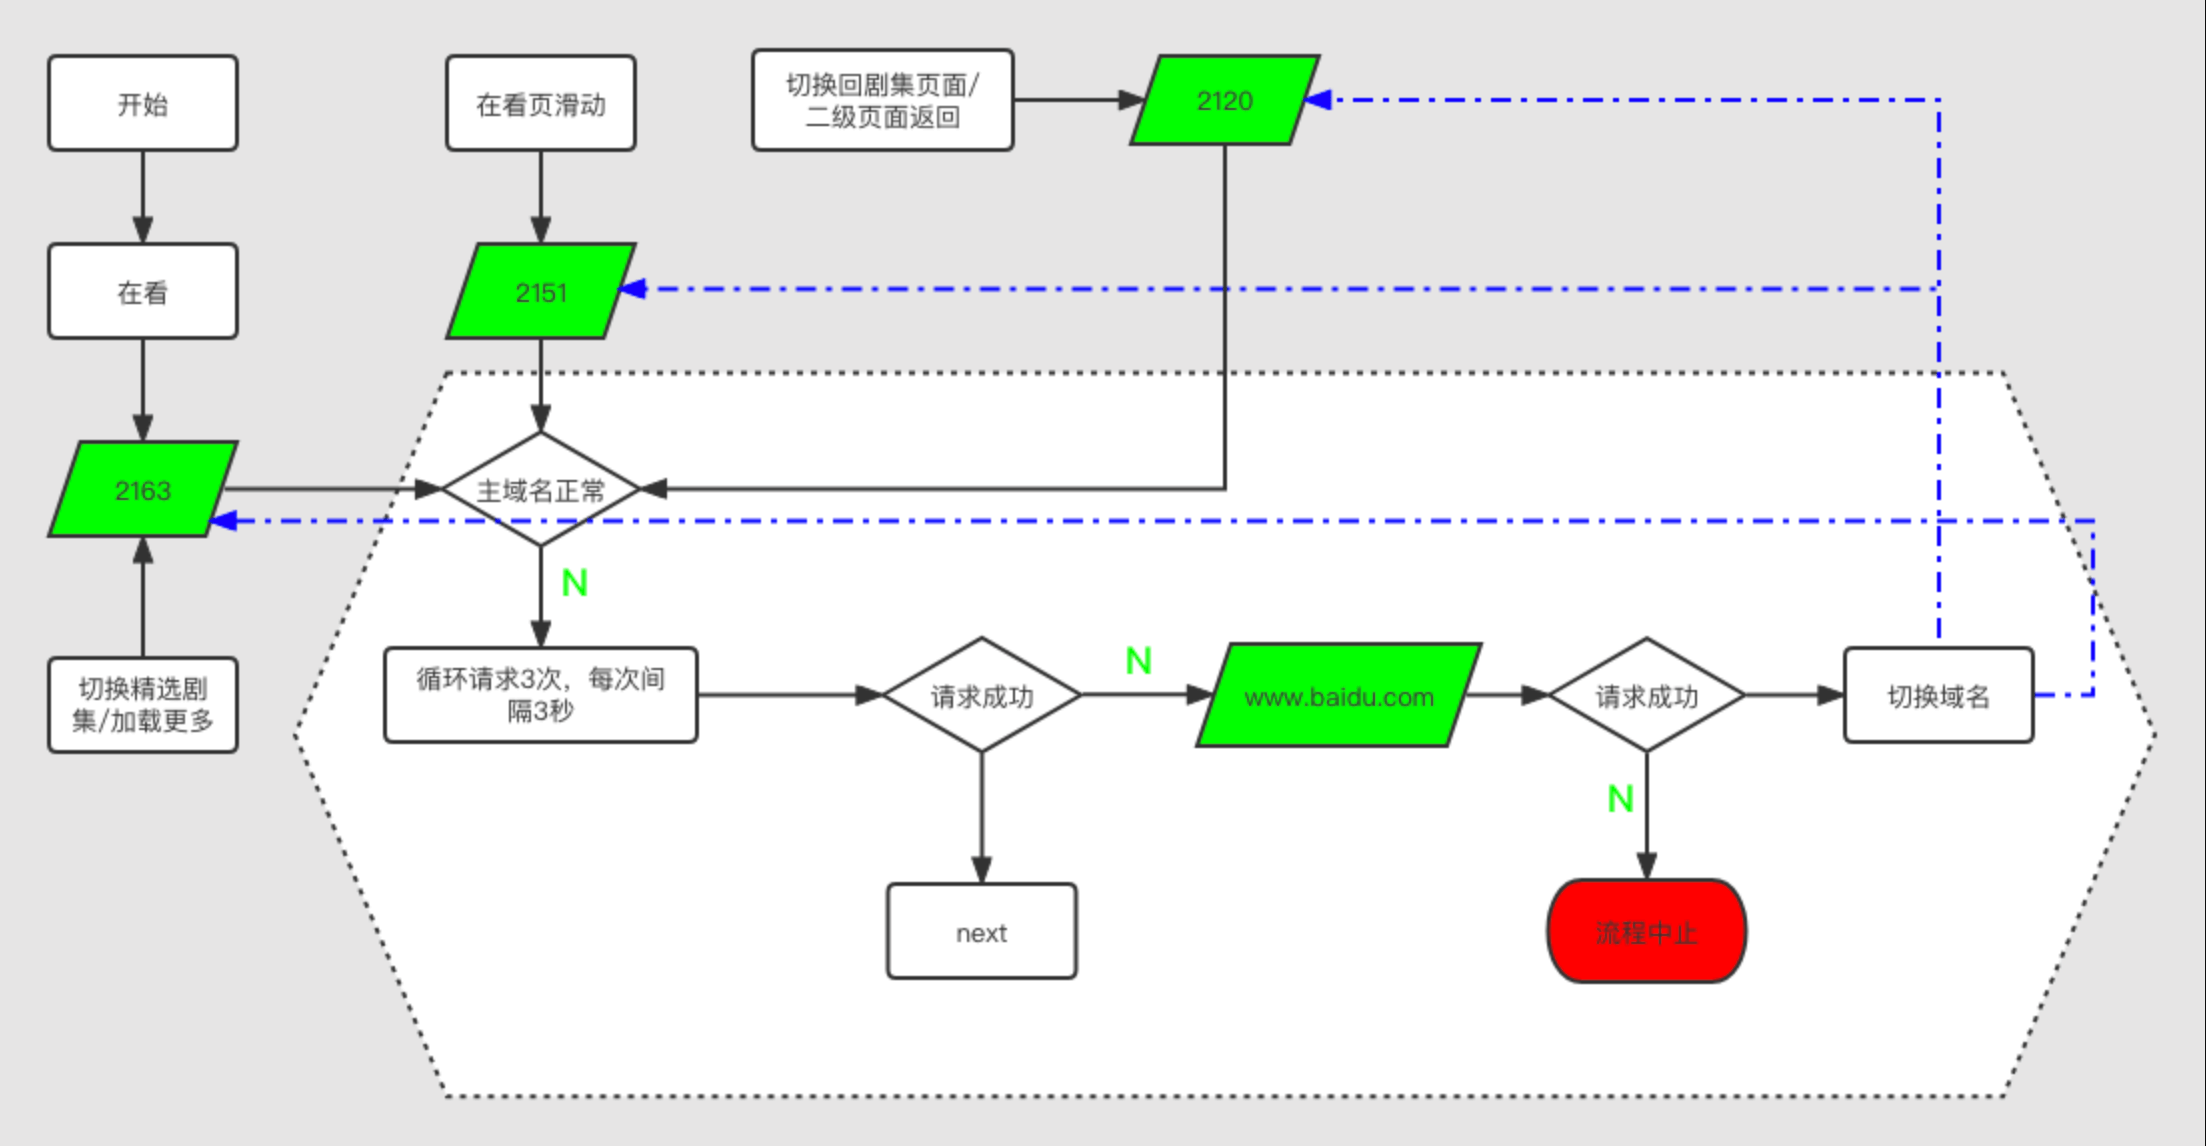 开始
在看页滑动
切换回剧集页面/
二级页面返回
2120
在看
2151
2163
主域名正常
N
切换精选剧
集/加载更多
循环请求3次，每次间
隔3秒
请求成功
N
www.baidu.com
请求成功
切换域名
N
next
流程中止